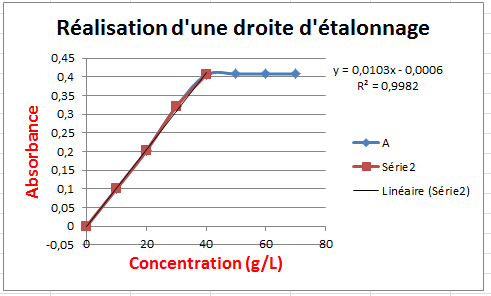 Réalisation d'une droite d'étalonnage
0,45
0,4
0,35
0,3
0,25
0,2
0,15
0,1
0,05
0
-0,05
0
20
40
60
80
Absorbance
Concentration (g/L)
y = 0,0103x - 0,0006
R² = 0,9982
A
Série2
Linéaire (Série2)